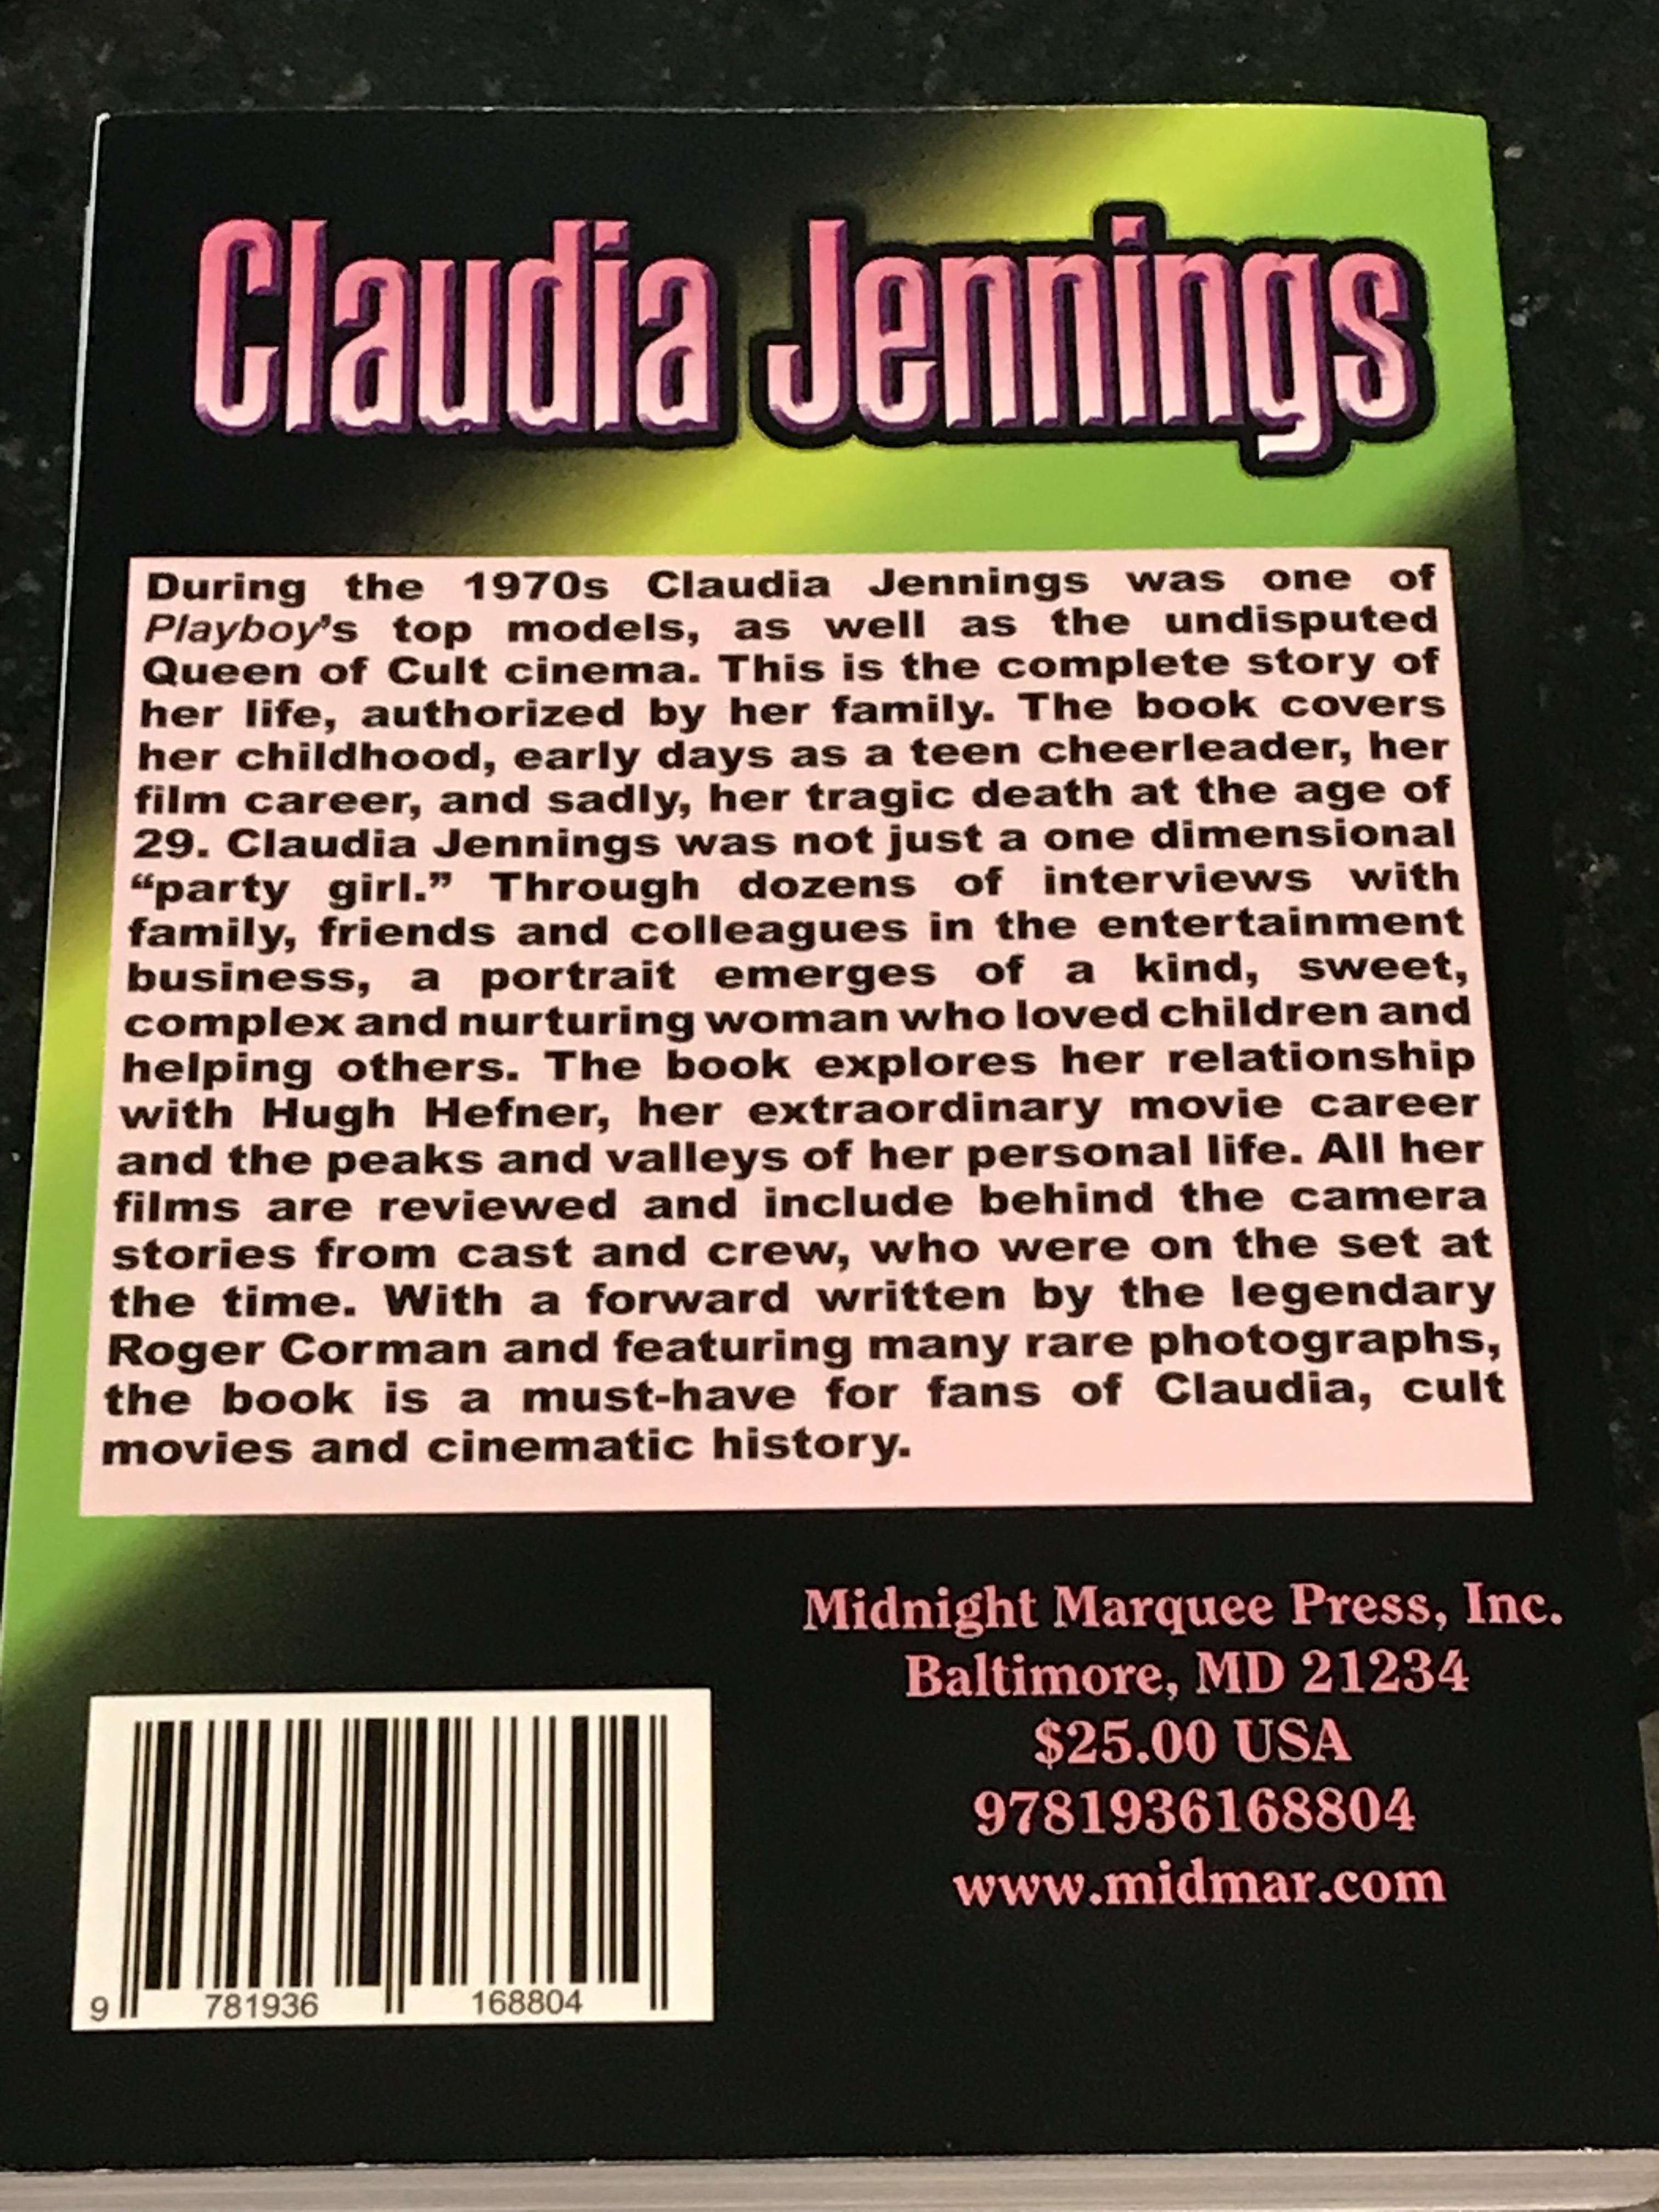 Claudia Jennings
During the 1970s Claudia Jennings was one of
Playboy's top models, as well as the undisputed
Queen of Cult cinema. This is the complete story of
her life, authorized by her family. The book covers
her childhood, early days as a teen cheerleader, her
film career, and sadly, her tragic death at the age of
29. Claudia Jennings was not just a one dimensional
“party girl.” Through dozens of interviews with
family, friends and colleagues in the entertainment
business, a portrait emerges of a kind, sweet,
complex and nurturing woman who loved children and
helping others. The book explores her relationship
with Hugh Hefner, her extraordinary movie career
and the peaks and valleys of her personal life. All her
films are reviewed and include behind the camera
stories from cast and crew, who were on the set at
the time. With a forward written by the legendary
Roger Corman and featuring many rare photographs,
the book is a must-have for fans of Claudia, cult
movies and cinematic history.
Midnight Marquee Press, Inc.
Baltimore, MD 21234
$25.00 USA
9781936168804
www.midmar.com
9 781936 168804